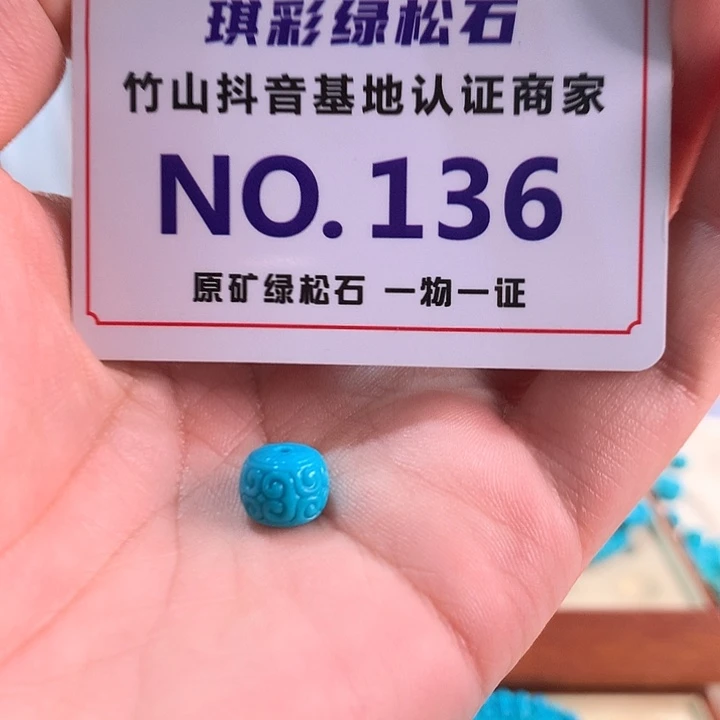 琪彩绿松石
竹山抖音基地认证商家
NO.136
原矿绿松石 一物一证